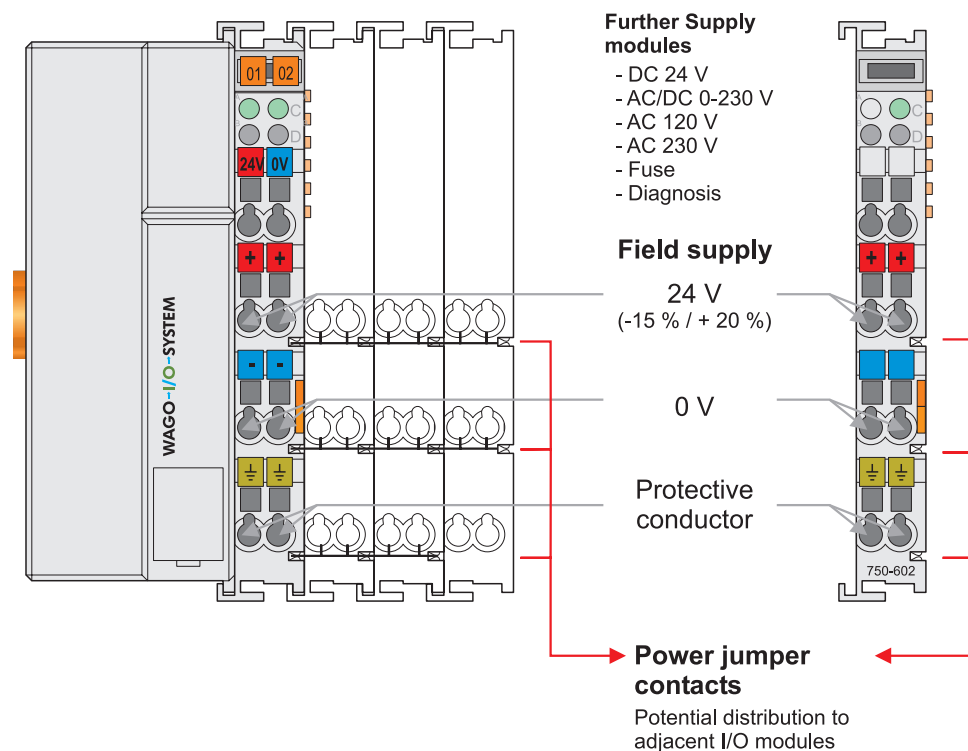 Further Supply
modules
- DC 24 V
- AC/DC 0-230 V
- AC 120 V
- AC 230 V
- Fuse
- Diagnosis
01 02
A
C
B
D
24V 0V
+ +
- -
WAGO-I/O-SYSTEM
Field supply
24 V
(-15 % / + 20 %)
0 V
Protective
conductor
A
C
B
D
+ +
750-602
Power jumper
contacts
Potential distribution to
adjacent I/O modules